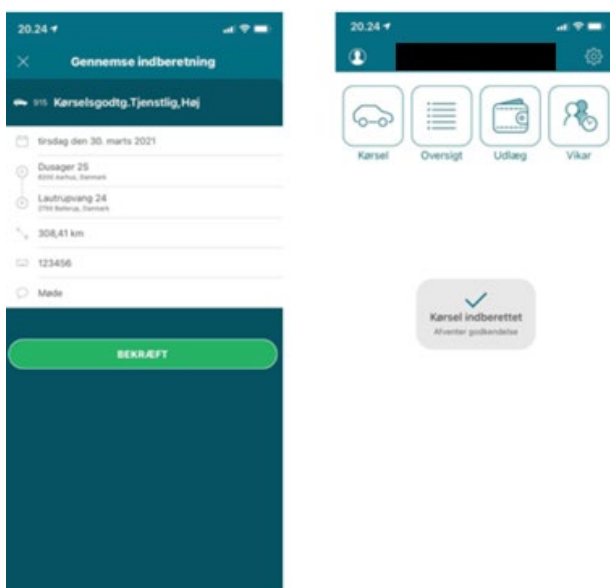 20.24
Gennemse indberetning
915 Kørselsgodtg.Tjenstlig,Høj
tirsdag den 30. marts 2021
Dusager 25
8200 Aarhus, Danmark
Lautrupvang 24
2750 Ballerup, Danmark
308,41 km
123456
Møde
BEKRÆFT
20.24
Kørsel
Oversigt
Udlæg
Vikar
Kørsel indberettet
Afventer godkendelse